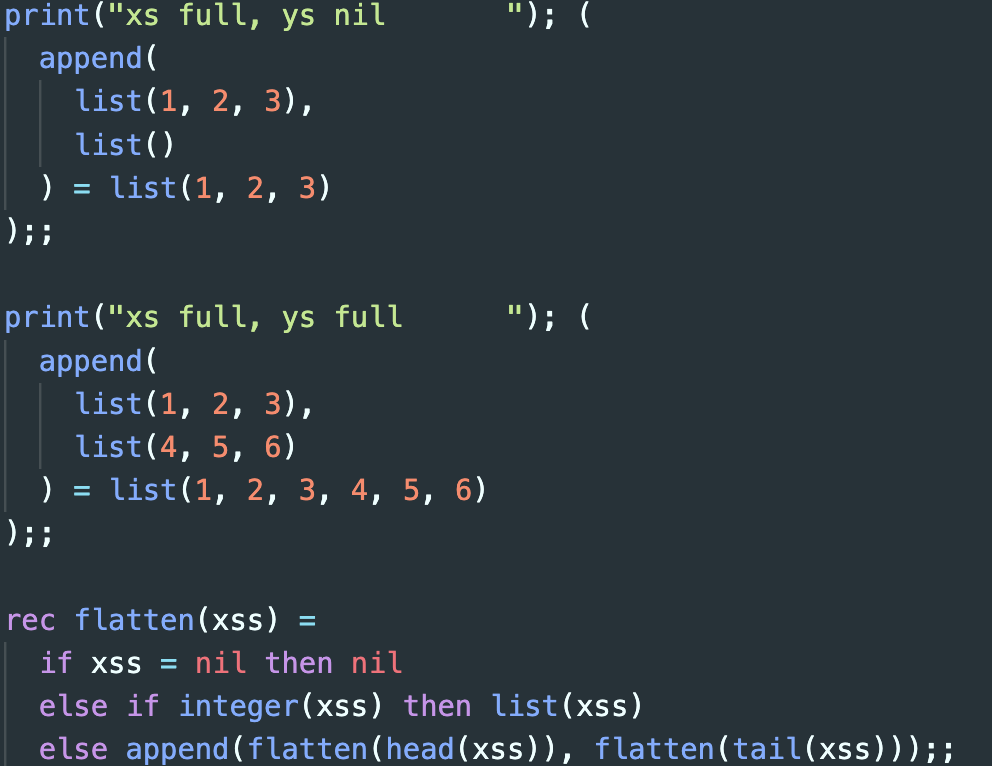 print("xs full, ys nil       "); (
  append(
    list(1, 2, 3),
    list()
  ) = list(1, 2, 3)
);;

print("xs full, ys full      "); (
  append(
    list(1, 2, 3),
    list(4, 5, 6)
  ) = list(1, 2, 3, 4, 5, 6)
);;

rec flatten(xss) =
  if xss = nil then nil
  else if integer(xss) then list(xss)
  else append(flatten(head(xss)), flatten(tail(xss)));;